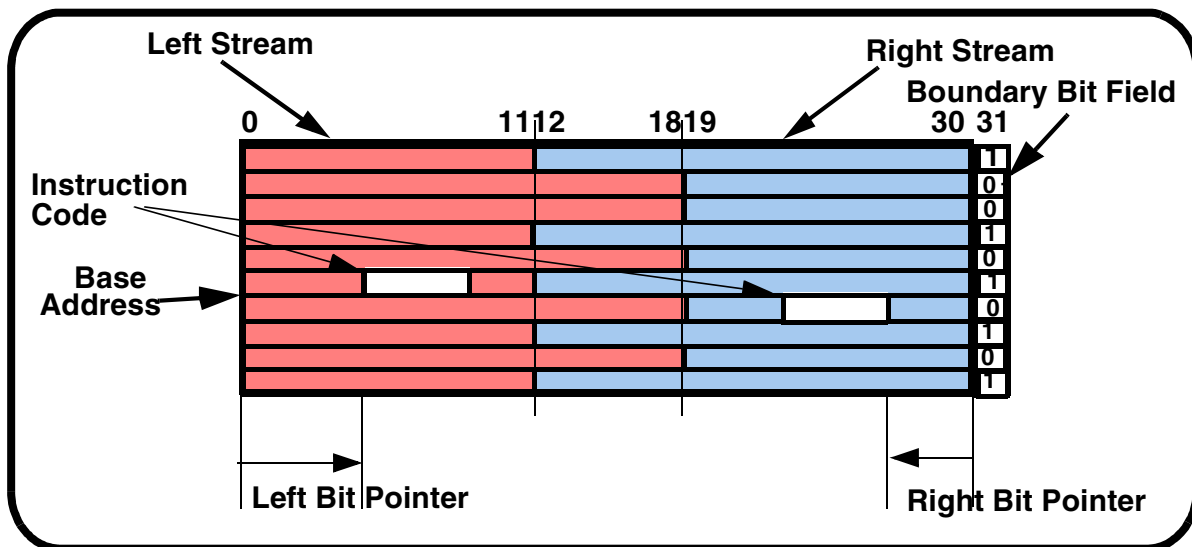 Left Stream
Right Stream
Boundary Bit Field
0 1112 1819 30 31
1
0
0
1
0
1
0
1
0
1
Instruction
Code
Base
Address
Left Bit Pointer
Right Bit Pointer